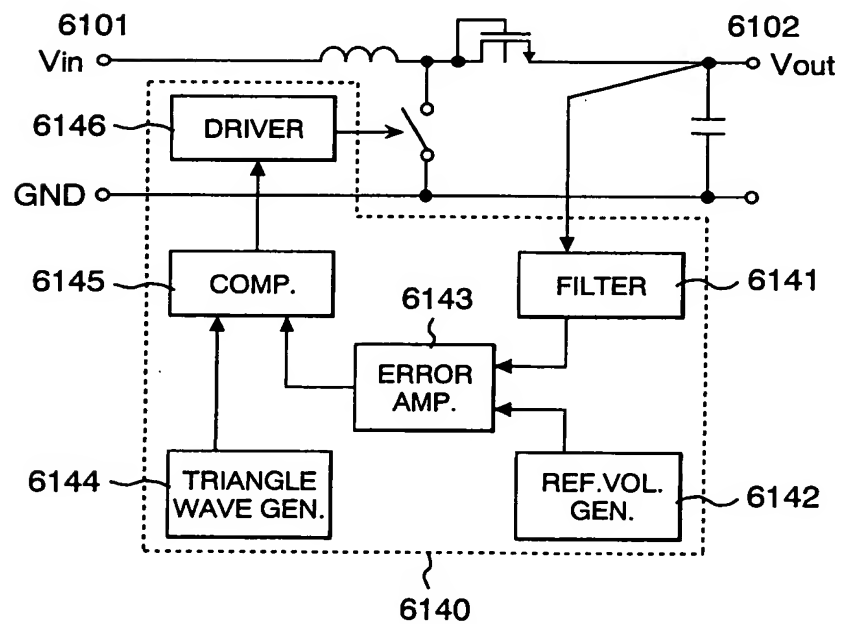 6101
6102
Vin
Vout
6146
DRIVER
GND
6145
COMP.
6143
FILTER
6141
ERROR
AMP.
6144
TRIANGLE
WAVE GEN.
REF.VOL.
GEN.
6142
6140